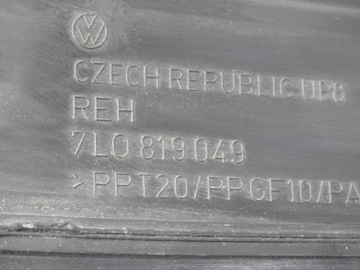 CZECH REPUBLIC UP8
REH
7L0 819 049
>PPT20/PPGF10/PA